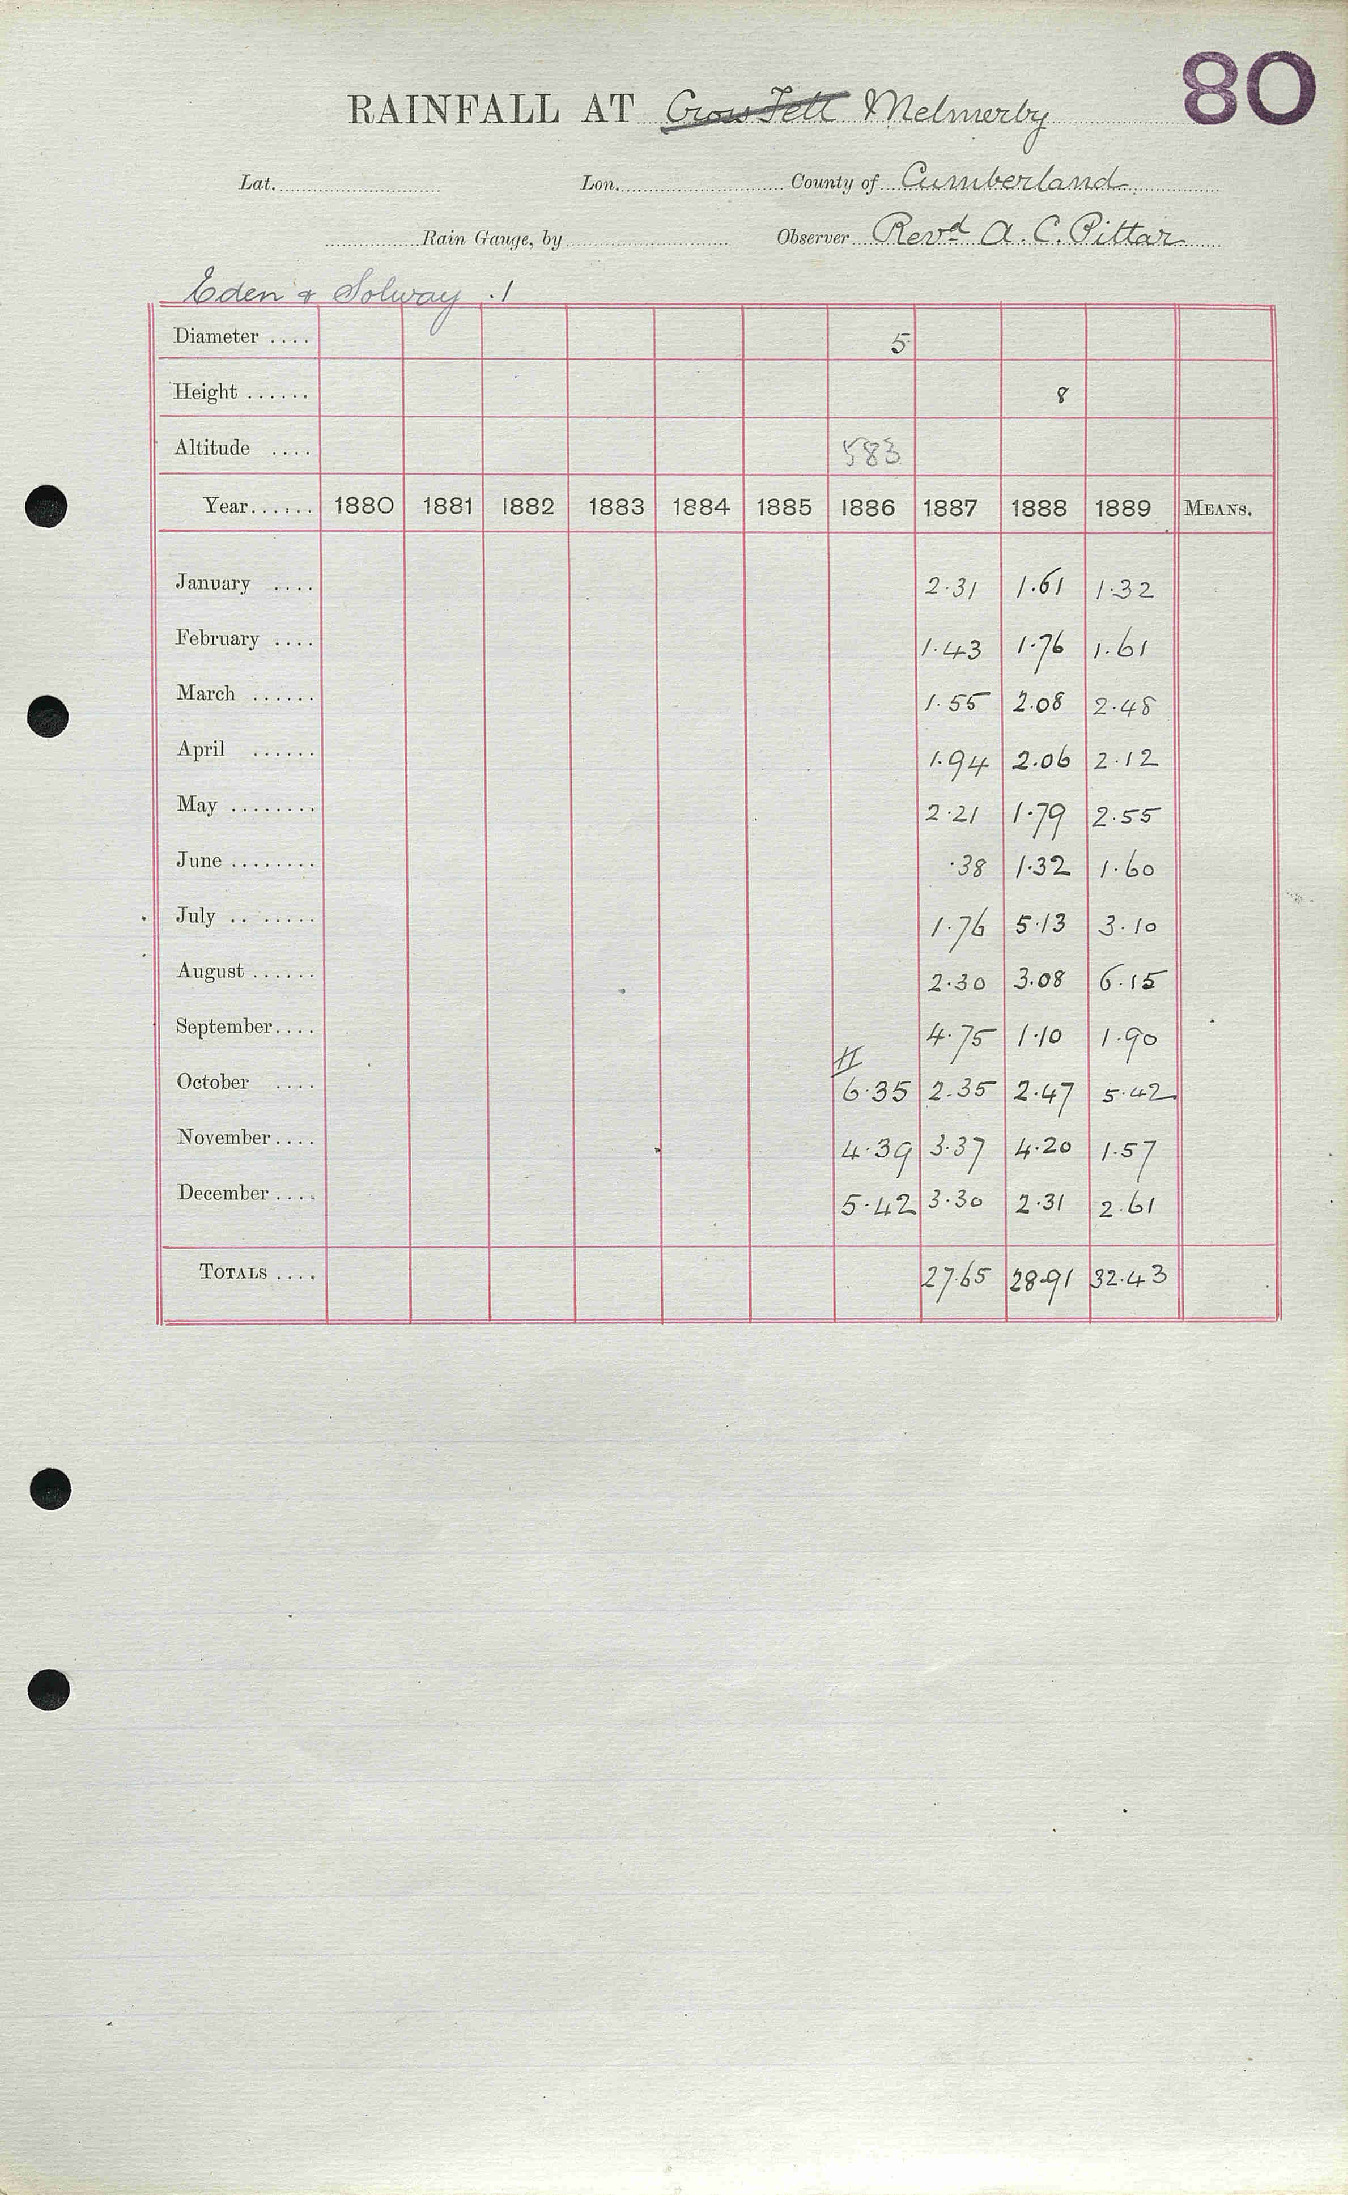 80
RAINFALL AT Cross Fell Melmerby
Lat. Lon. County of Cumberland
Rain Gauge, by Observer Revd A. C. Pittar
Eden & Solway .1
Diameter .... 5
Height ...... 8
Altitude .... 583
Year...... 1880 1881 1882 1883 1884 1885 1886 1887 1888 1889 MEANS.
January .... 2.31 1.61 1.32
February .... 1.43 1.76 1.61
March ...... 1.55 2.08 2.48
April ...... 1.94 2.06 2.12
May ........ 2.21 1.79 2.55
June ........ .38 1.32 1.60
July ........ 1.76 5.13 3.10
August ...... 2.30 3.08 6.15
September.... 4.75 1.10 1.90
October .... 6.35 2.35 2.47 5.42
November.... 4.39 3.37 4.20 1.57
December .... 5.42 3.30 2.31 2.61
TOTALS .... 27.65 28.91 32.43